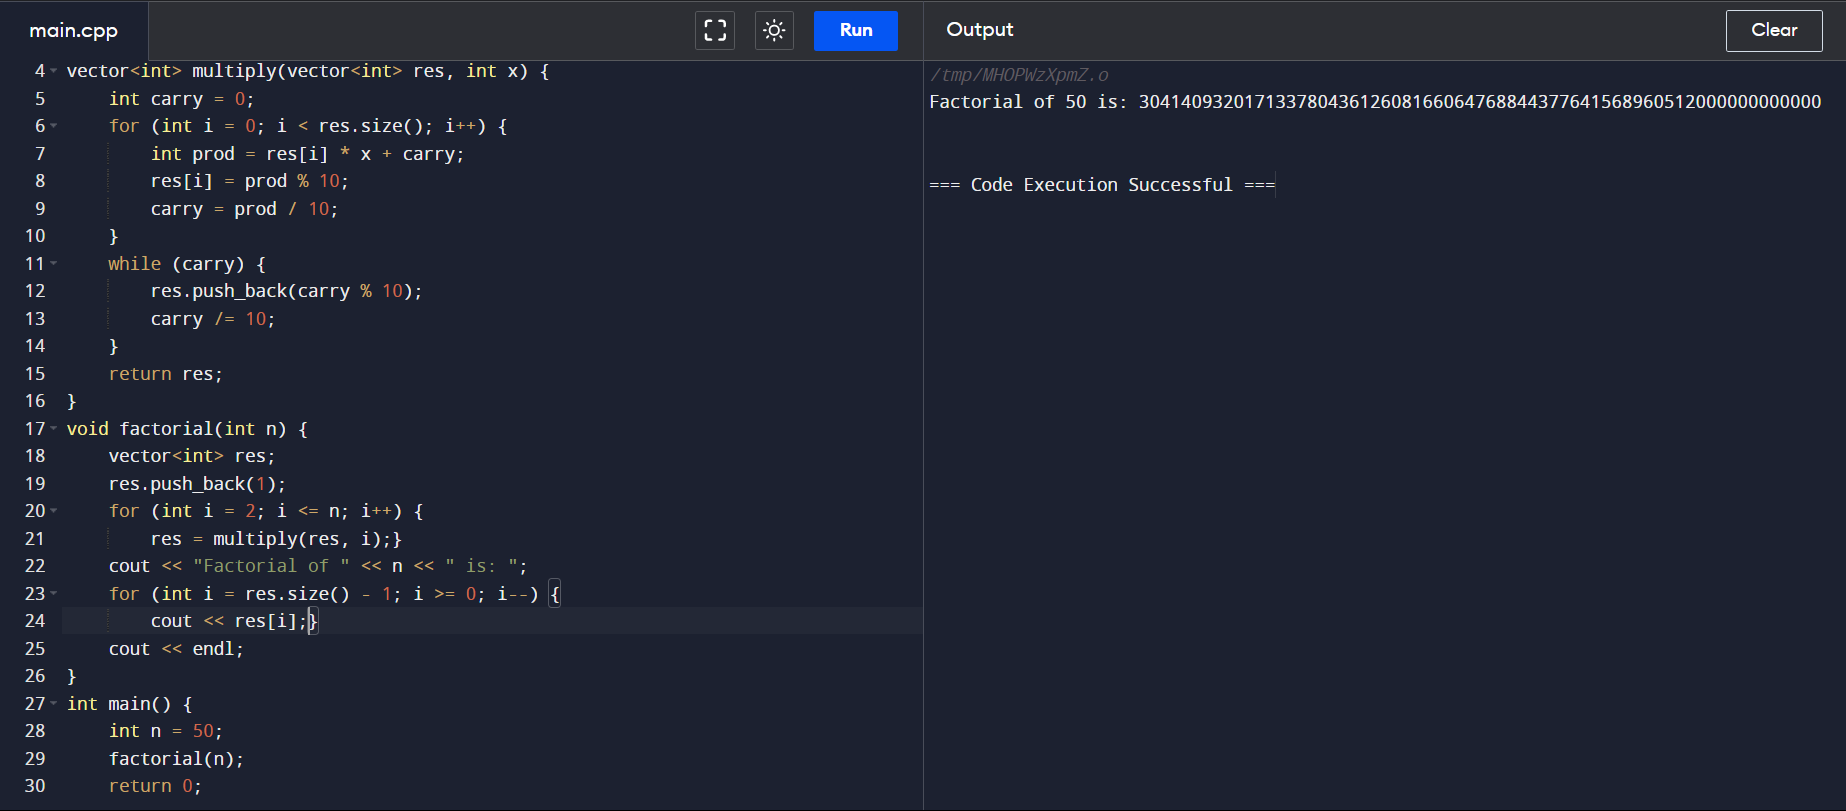 main.cpp
Run
4 vector<int> multiply(vector<int> res, int x) {
5     int carry = 0;
6     for (int i = 0; i < res.size(); i++) {
7         int prod = res[i] * x + carry;
8         res[i] = prod % 10;
9         carry = prod / 10;
10     }
11     while (carry) {
12         res.push_back(carry % 10);
13         carry /= 10;
14     }
15     return res;
16 }
17 void factorial(int n) {
18     vector<int> res;
19     res.push_back(1);
20     for (int i = 2; i <= n; i++) {
21         res = multiply(res, i);}
22     cout << "Factorial of " << n << " is: ";
23     for (int i = res.size() - 1; i >= 0; i--) {
24         cout << res[i];}
25     cout << endl;
26 }
27 int main() {
28     int n = 50;
29     factorial(n);
30     return 0;
Output
Clear
/tmp/MHOPWzXpmZ.o
Factorial of 50 is: 30414093201713378043612608166064768844377641568960512000000000000
=== Code Execution Successful ===